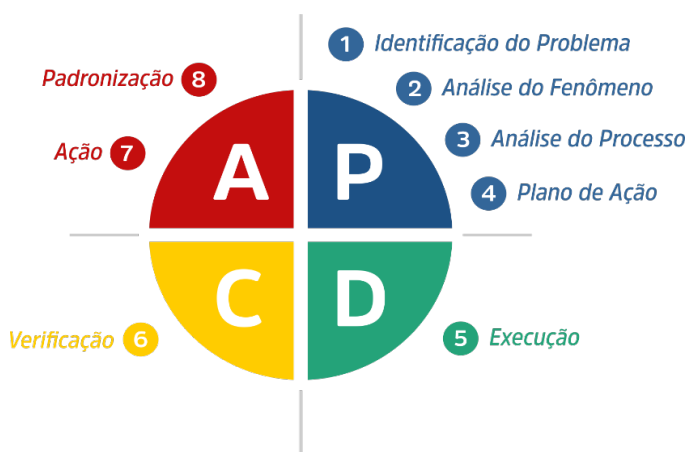 1 Identificação do Problema
2 Análise do Fenômeno
3 Análise do Processo
4 Plano de Ação
5 Execução
6 Verificação
7 Ação
8 Padronização
A P
C D